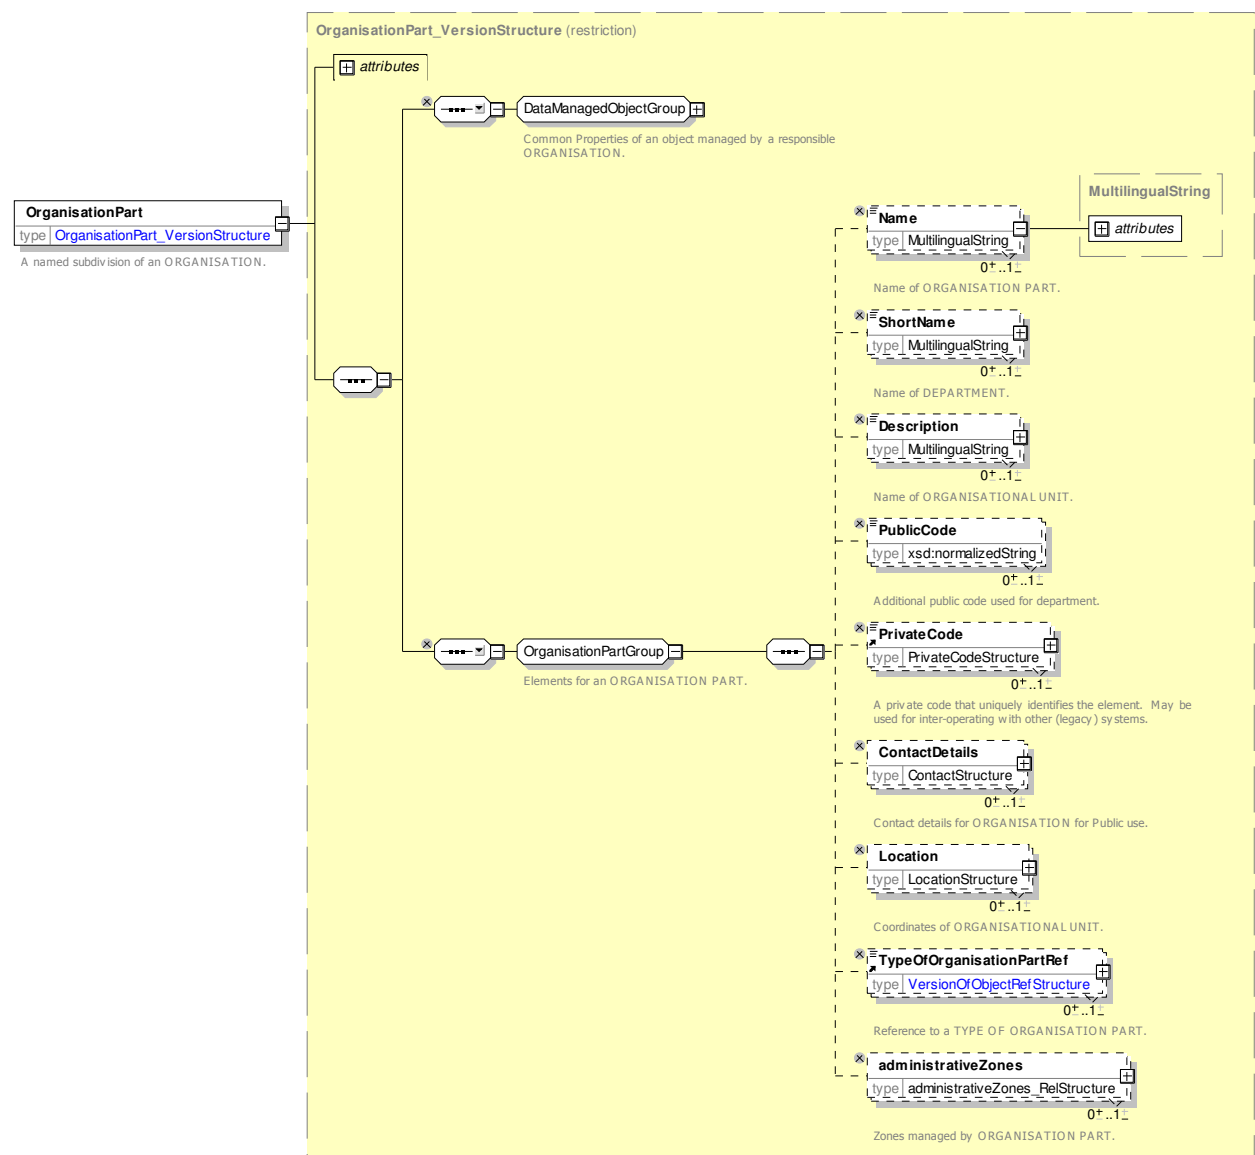 OrganisationPart_VersionStructure (restriction)
attributes
DataManagedObjectGroup
Common Properties of an object managed by a responsible
ORGANISATION.
OrganisationPart
type OrganisationPart_VersionStructure
A named subdivision of an ORGANISATION.
MultilingualString
attributes
Name
type MultilingualString
0±..1±
Name of ORGANISATION PART.
ShortName
type MultilingualString
0±..1±
Name of DEPARTMENT.
Description
type MultilingualString
0±..1±
Name of ORGANISATIONAL UNIT.
PublicCode
type xsd:normalizedString
0±..1±
Additional public code used for department.
OrganisationPartGroup
Elements for an ORGANISATION PART.
PrivateCode
type PrivateCodeStructure
0±..1±
A private code that uniquely identifies the element. May be
used for inter-operating with other (legacy) systems.
ContactDetails
type ContactStructure
0±..1±
Contact details for ORGANISATION for Public use.
Location
type LocationStructure
0±..1±
Coordinates of ORGANISATIONAL UNIT.
TypeOfOrganisationPartRef
type VersionOfObjectRefStructure
0±..1±
Reference to a TYPE OF ORGANISATION PART.
administrativeZones
type administrativeZones_RelStructure
0±..1±
Zones managed by ORGANISATION PART.